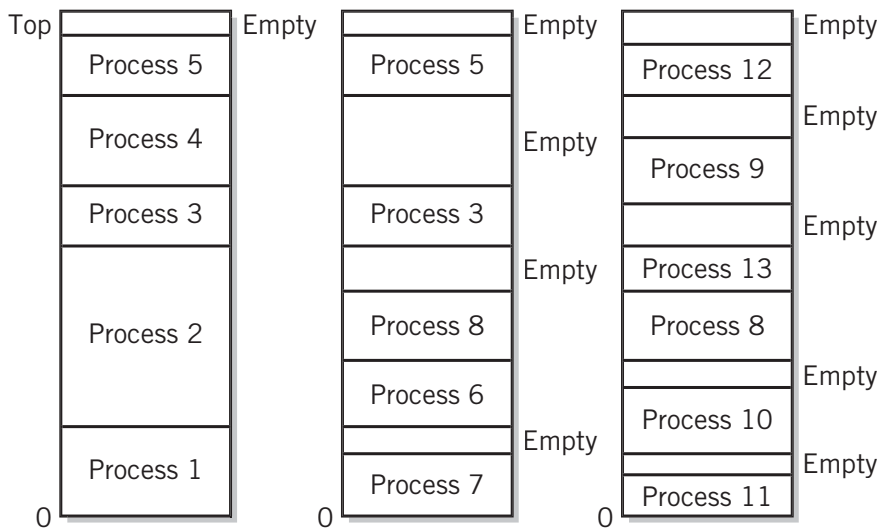 Top
Empty
Process 5
Process 4
Process 3
Process 2
Process 1
0
Empty
Process 5
Empty
Process 3
Empty
Process 8
Process 6
Empty
Process 7
0
Empty
Process 12
Empty
Process 9
Empty
Process 13
Process 8
Empty
Process 10
Empty
Process 11
0